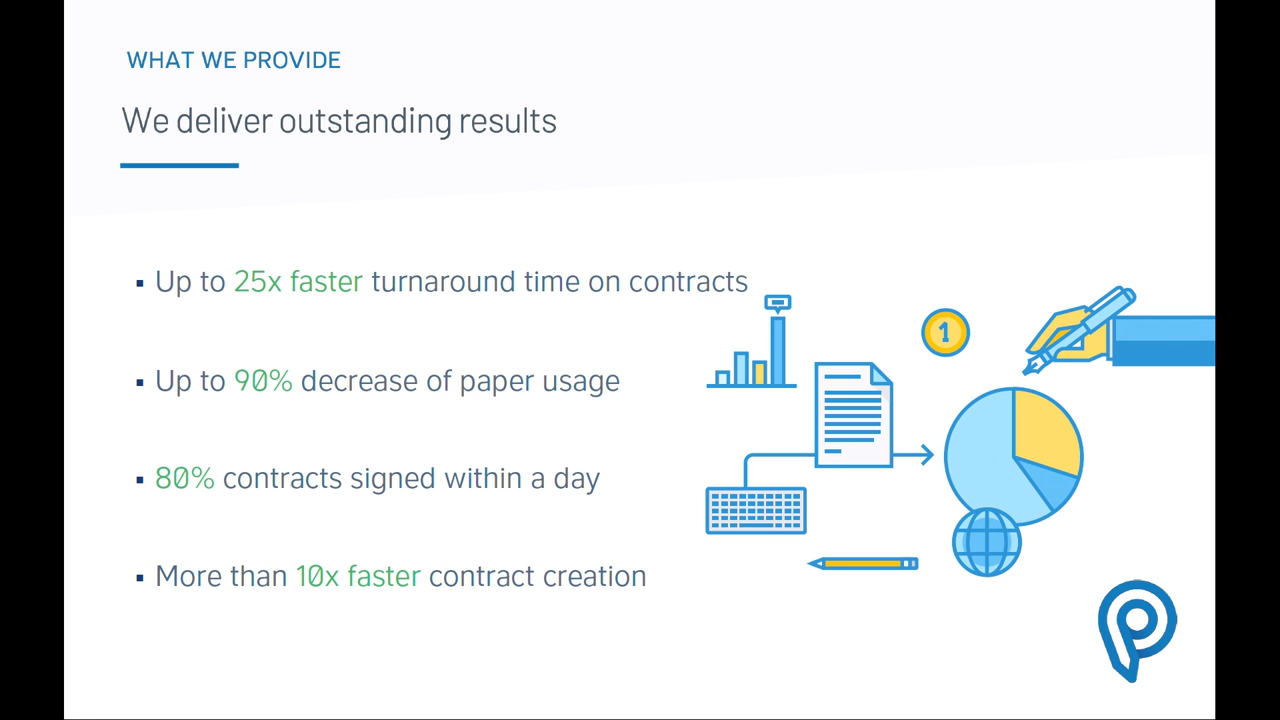 WHAT WE PROVIDE
We deliver outstanding results
▪ Up to 25x faster turnaround time on contracts
▪ Up to 90% decrease of paper usage
▪ 80% contracts signed within a day
▪ More than 10x faster contract creation
1